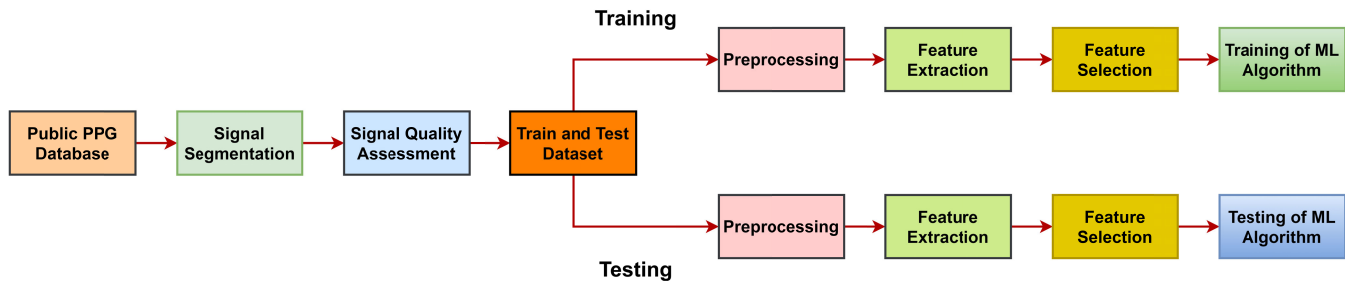 Training
Preprocessing
Feature
Extraction
Feature
Selection
Training of ML
Algorithm
Public PPG
Database
Signal
Segmentation
Signal Quality
Assessment
Train and Test
Dataset
Preprocessing
Feature
Extraction
Feature
Selection
Testing of ML
Algorithm
Testing